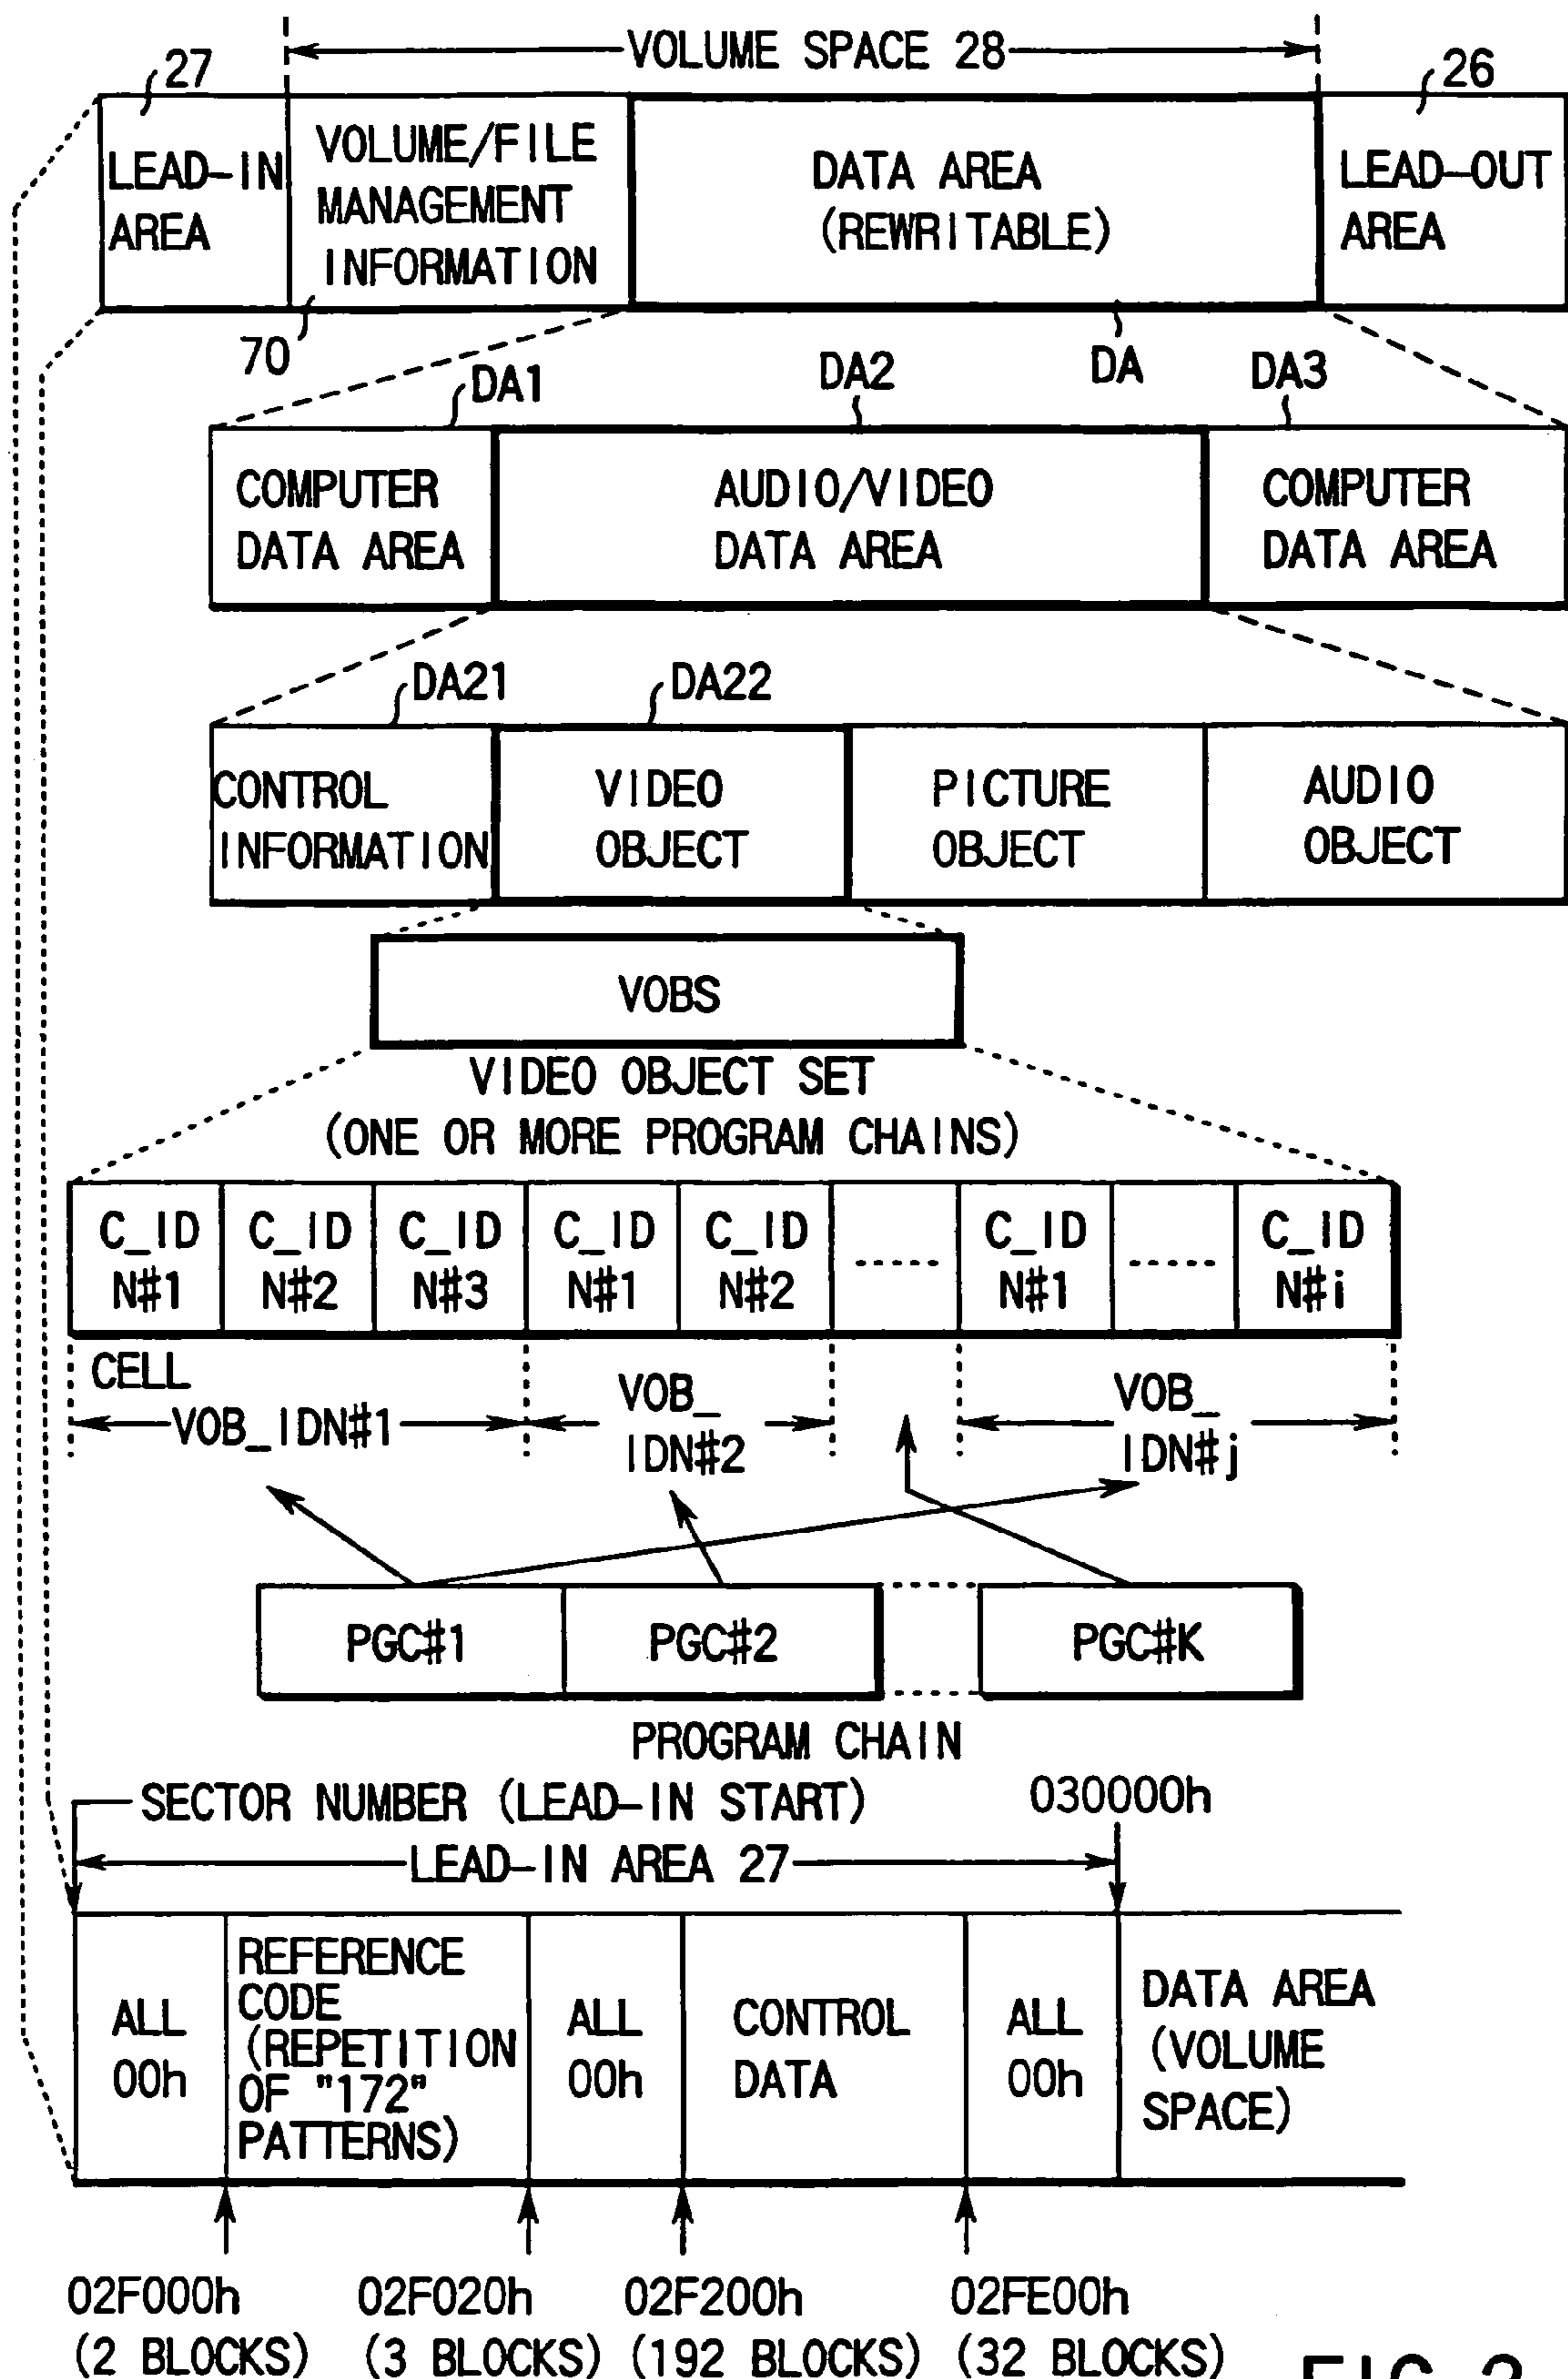 VOLUME SPACE 28
27
26
LEAD-IN
AREA
VOLUME/FILE
MANAGEMENT
INFORMATION
DATA AREA
(REWRITABLE)
LEAD-OUT
AREA
70
DA1
DA2
DA
DA3
COMPUTER
DATA AREA
AUDIO/VIDEO
DATA AREA
COMPUTER
DATA AREA
DA21
DA22
CONTROL
INFORMATION
VIDEO
OBJECT
PICTURE
OBJECT
AUDIO
OBJECT
VOBS
VIDEO OBJECT SET
(ONE OR MORE PROGRAM CHAINS)
C_ID
N#1
C_ID
N#2
C_ID
N#3
C_ID
N#1
C_ID
N#2
C_ID
N#1
C_ID
N#i
CELL
VOB_IDN#1
VOB_
IDN#2
VOB_
IDN#j
PGC#1
PGC#2
PGC#K
PROGRAM CHAIN
SECTOR NUMBER (LEAD-IN START)
030000h
LEAD-IN AREA 27
ALL
00h
REFERENCE
CODE
(REPETITION
OF "172"
PATTERNS)
ALL
00h
CONTROL
DATA
ALL
00h
DATA AREA
(VOLUME
SPACE)
02F000h
(2 BLOCKS)
02F020h
(3 BLOCKS)
02F200h
(192 BLOCKS)
02FE00h
(32 BLOCKS)